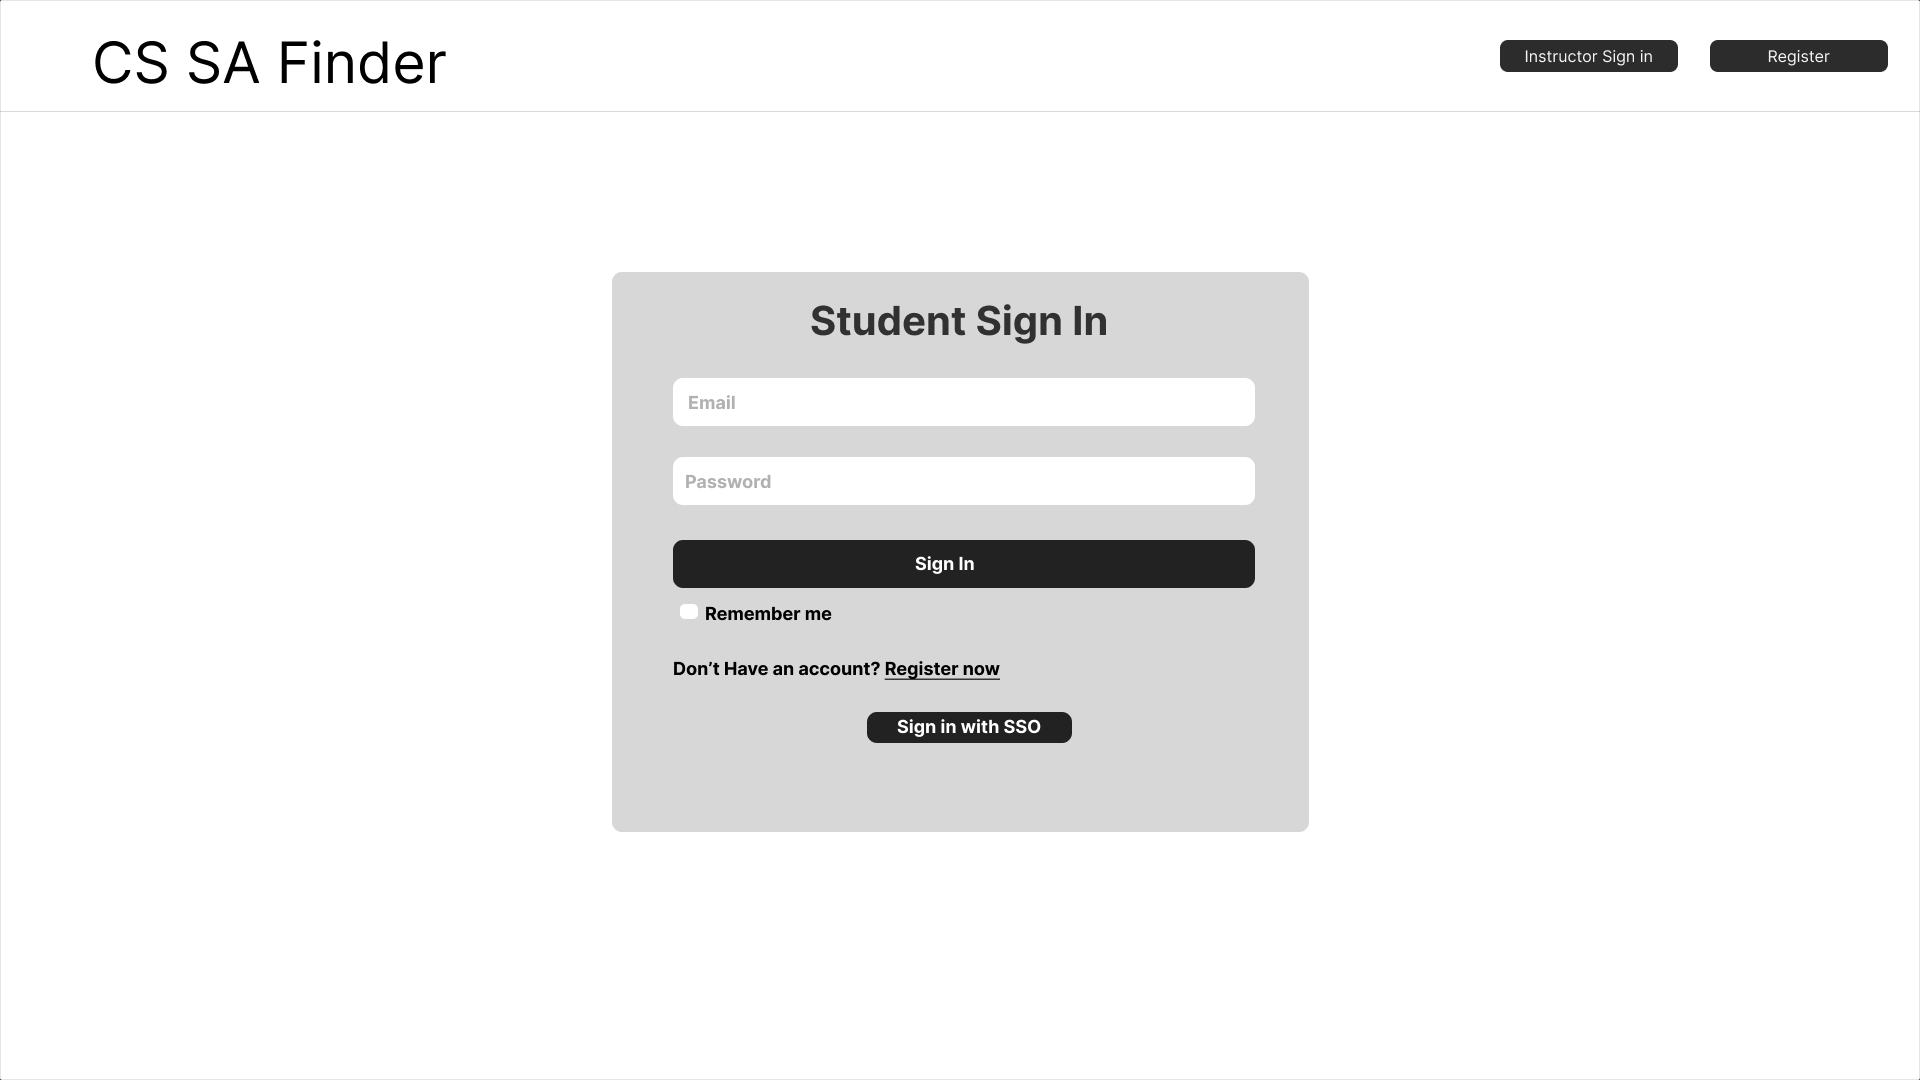 CS SA Finder
Instructor Sign in
Register
Student Sign In
Email
Password
Sign In
Remember me
Don’t Have an account? Register now
Sign in with SSO